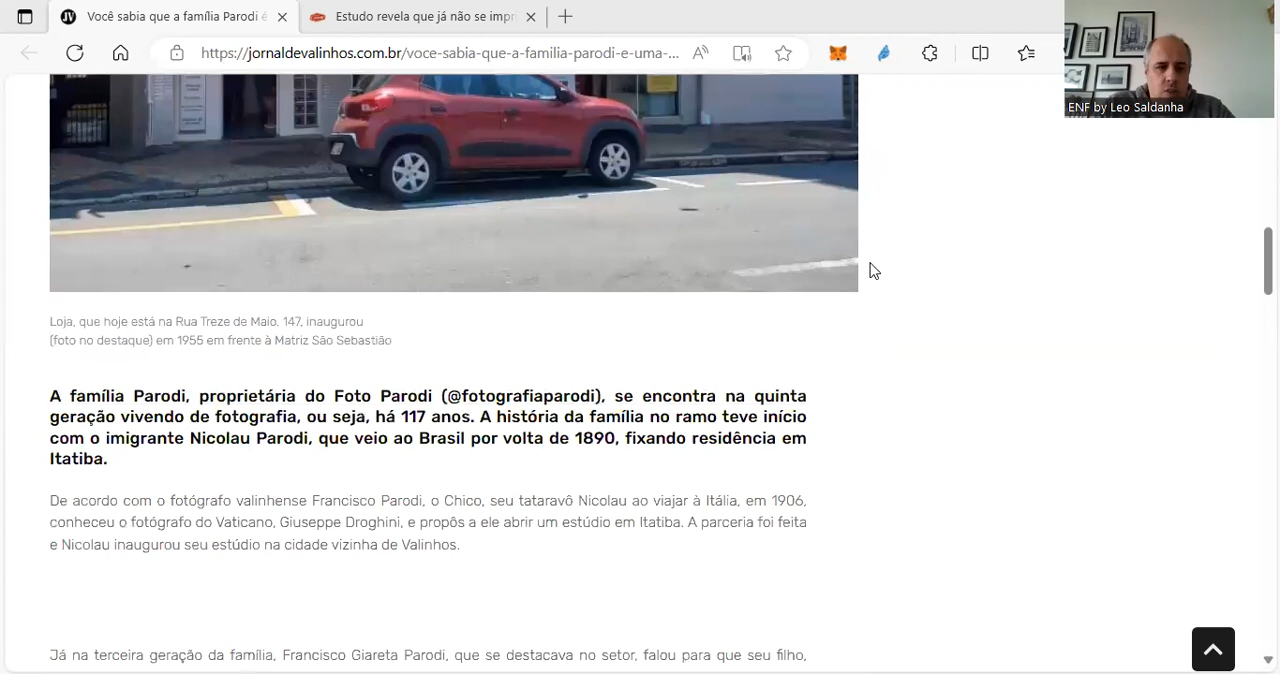 Você sabia que a família Parodi é
Estudo revela que já não se impr
https://jornaldevalinhos.com.br/voce-sabia-que-a-familia-parodi-e-uma-...
ENF by Leo Saldanha
Loja, que hoje está na Rua Treze de Maio, 147, inaugurou
(foto no destaque) em 1955 em frente à Matriz São Sebastião
A família Parodi, proprietária do Foto Parodi (@fotografiaparodi), se encontra na quinta
geração vivendo de fotografia, ou seja, há 117 anos. A história da família no ramo teve início
com o imigrante Nicolau Parodi, que veio ao Brasil por volta de 1890, fixando residência em
Itatiba.
De acordo com o fotógrafo valinhense Francisco Parodi, o Chico, seu tataravô Nicolau ao viajar à Itália, em 1906,
conheceu o fotógrafo do Vaticano, Giuseppe Droghini, e propôs a ele abrir um estúdio em Itatiba. A parceria foi feita
e Nicolau inaugurou seu estúdio na cidade vizinha de Valinhos.
Já na terceira geração da família, Francisco Giareta Parodi, que se destacava no setor, falou para que seu filho,